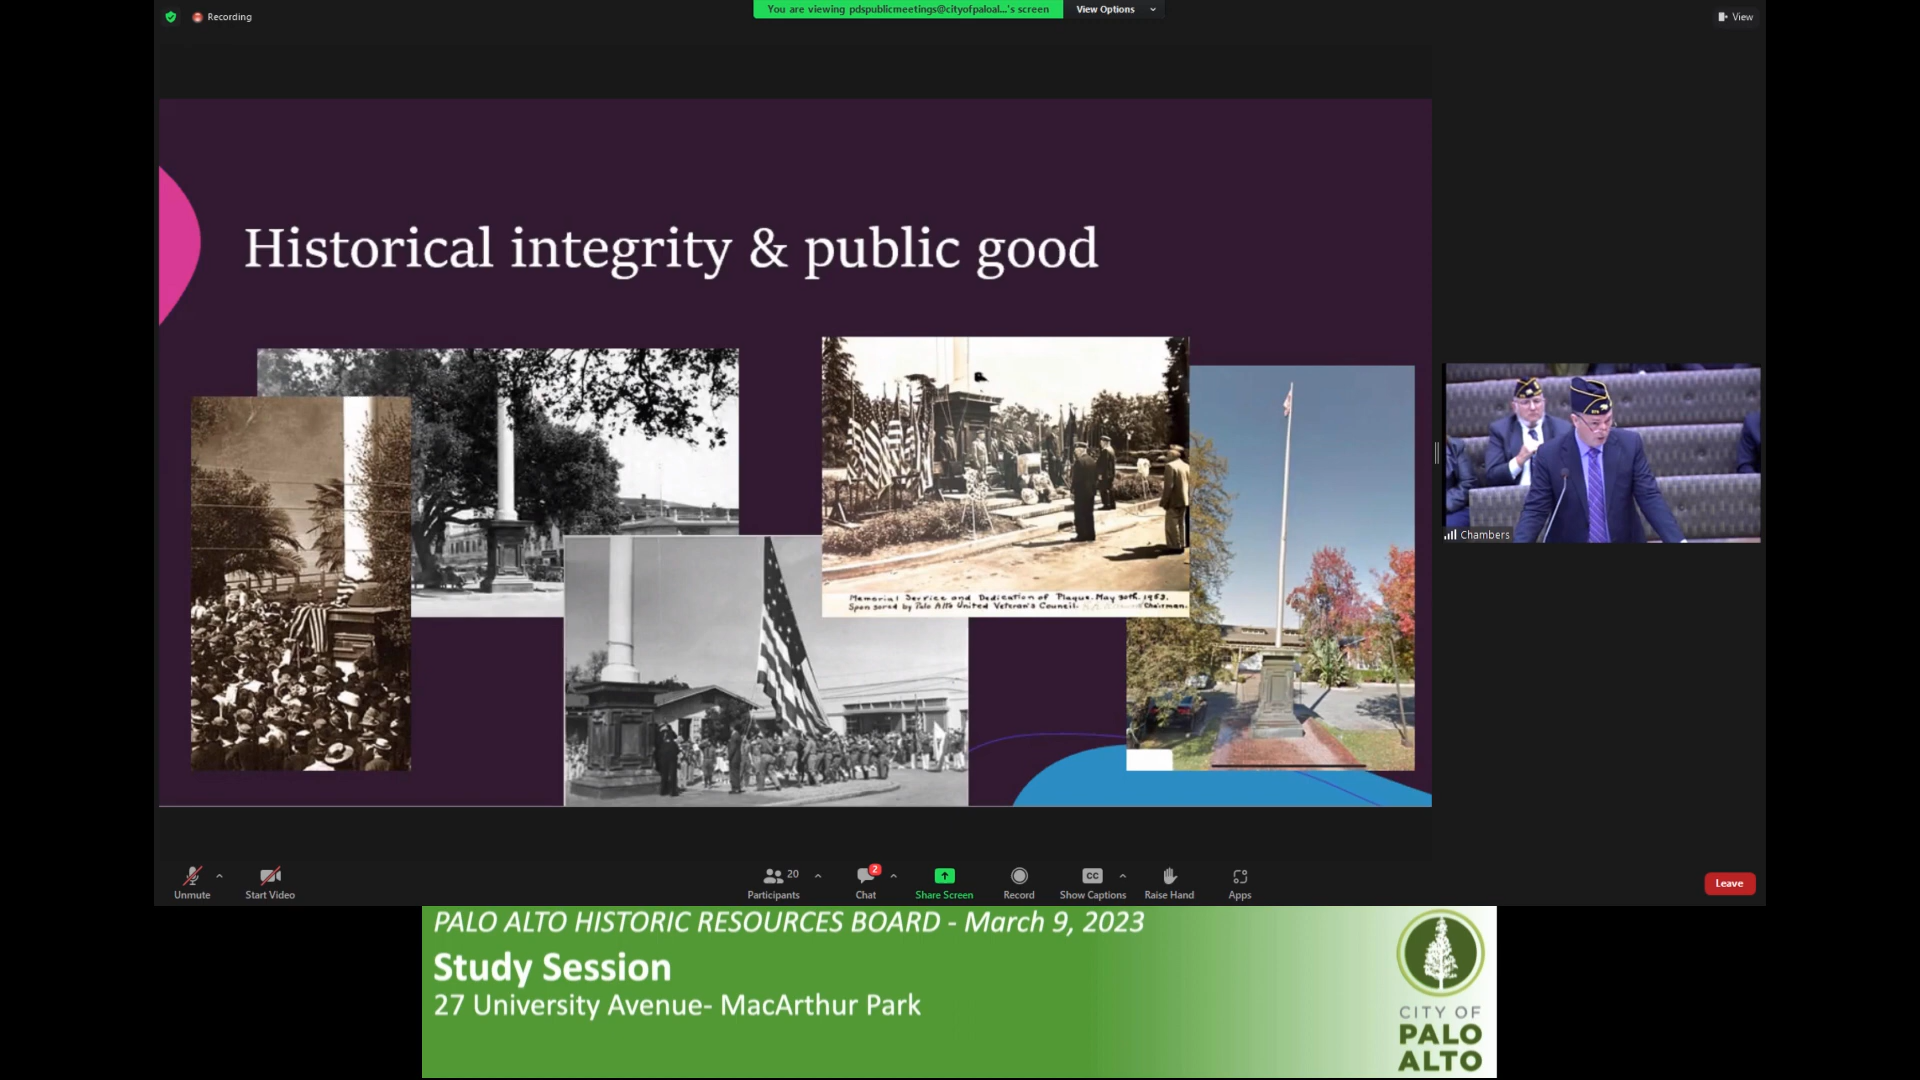 Recording
You are viewing pdspublicmeetings@cityofpaloal...'s screen
View Options
View
Historical integrity & public good
Memorial Service and Dedication of Plaque. May 30th. 1953.
Sponsored by Palo Alto United Veteran's Council.
Chairman.
Chambers
Unmute
Start Video
20
Participants
2
Chat
Share Screen
Record
CC
Show Captions
Raise Hand
Apps
Leave
PALO ALTO HISTORIC RESOURCES BOARD - March 9, 2023
Study Session
27 University Avenue- MacArthur Park
CITY OF
PALO
ALTO